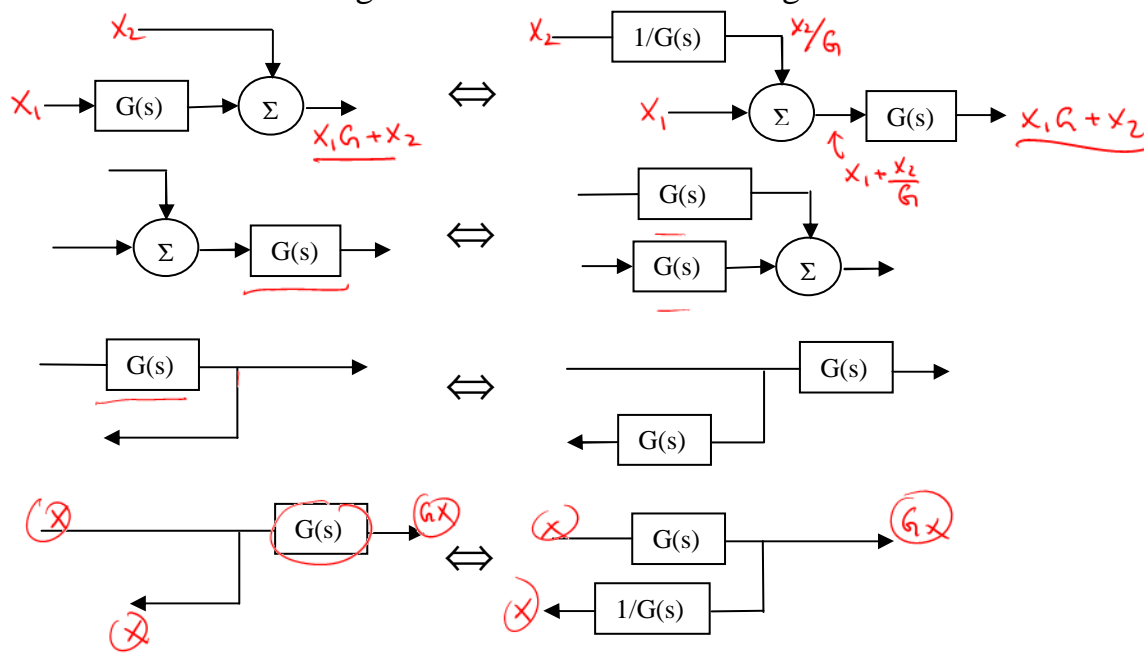 X₂
X₂ 1/G(s) X₂/G
X₁ G(s) Σ ⇔ X₁ Σ G(s) X₁G + X₂
X₁G + X₂
X₁ + X₂/G
G(s)
Σ G(s) ⇔ G(s) Σ
G(s) ⇔ G(s)
G(s)
X G(s) GX ⇔ X G(s) GX
X X 1/G(s)